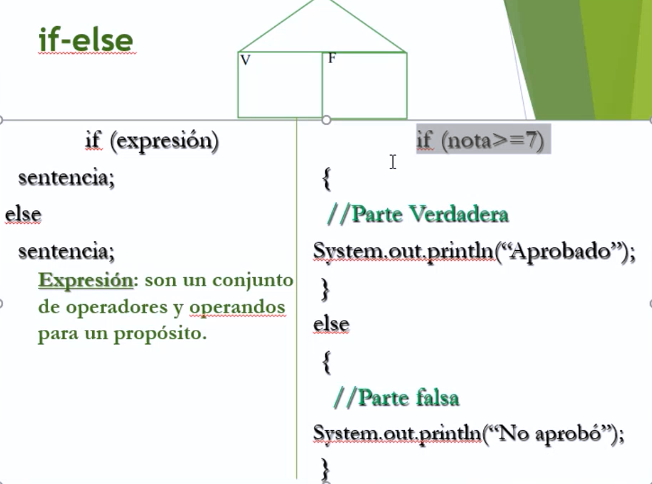 if-else
V
F
if (expresión)
sentencia;
else
sentencia;
Expresión: son un conjunto
de operadores y operandos
para un propósito.
if (nota>=7)
{
//Parte Verdadera
System.out.println(“Aprobado”);
}
else
{
//Parte falsa
System.out.println(“No aprobó”);
}